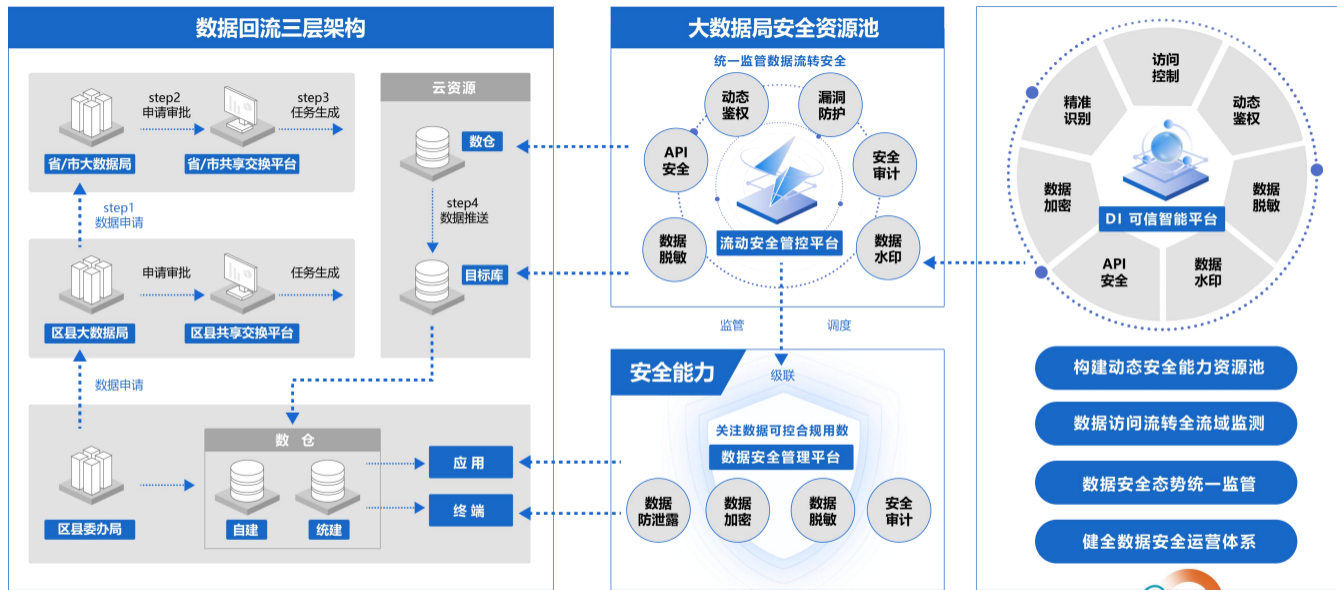 数据回流三层架构
step2
申请审批
step3
任务生成
省/市大数据局
省/市共享交换平台
step1
数据申请
申请审批
任务生成
区县大数据局
区县共享交换平台
数据申请
云资源
数仓
step4
数据推送
目标库
区县委办局
数 仓
自建
统建
应用
终端
大数据局安全资源池
统一监管数据流转安全
动态
鉴权
漏洞
防护
API
安全
安全
审计
数据
脱敏
流动安全管控平台
数据
水印
监管
调度
安全能力
级联
关注数据可控合规用数
数据安全管理平台
数据
防泄露
数据
加密
数据
脱敏
安全
审计
访问
控制
精准
识别
动态
鉴权
数据
加密
数据
脱敏
DI 可信智能平台
API
安全
数据
水印
构建动态安全能力资源池
数据访问流转全流域监测
数据安全态势统一监管
健全数据安全运营体系